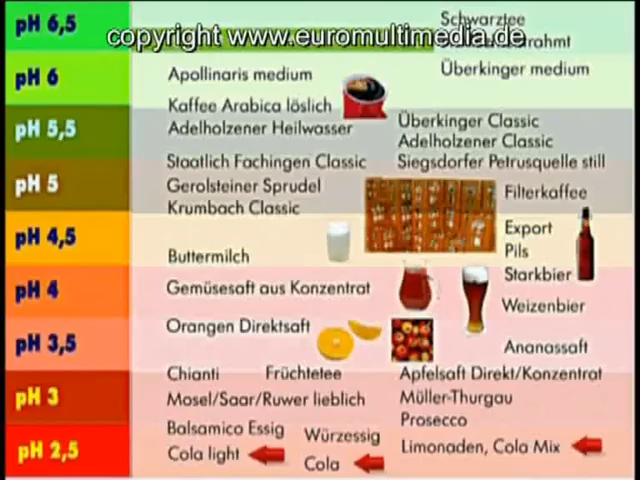 pH 6,5
Schwarztee
copyright www.euromultimedia.de
pH 6
Apollinaris medium
Überkinger medium
Kaffee Arabica löslich
pH 5,5
Adelholzener Heilwasser
Überkinger Classic
Adelholzener Classic
Staatlich Fachingen Classic
Siegsdorfer Petrusquelle still
pH 5
Gerolsteiner Sprudel
Filterkaffee
Krumbach Classic
pH 4,5
Export
Pils
Buttermilch
Starkbier
pH 4
Gemüsesaft aus Konzentrat
Weizenbier
Orangen Direktsaft
pH 3,5
Ananassaft
Chianti Früchtetee
Apfelsaft Direkt/Konzentrat
pH 3
Mosel/Saar/Ruwer lieblich
Müller-Thurgau
Prosecco
Balsamico Essig
Würzessig
pH 2,5
Cola light
Limonaden, Cola Mix
Cola